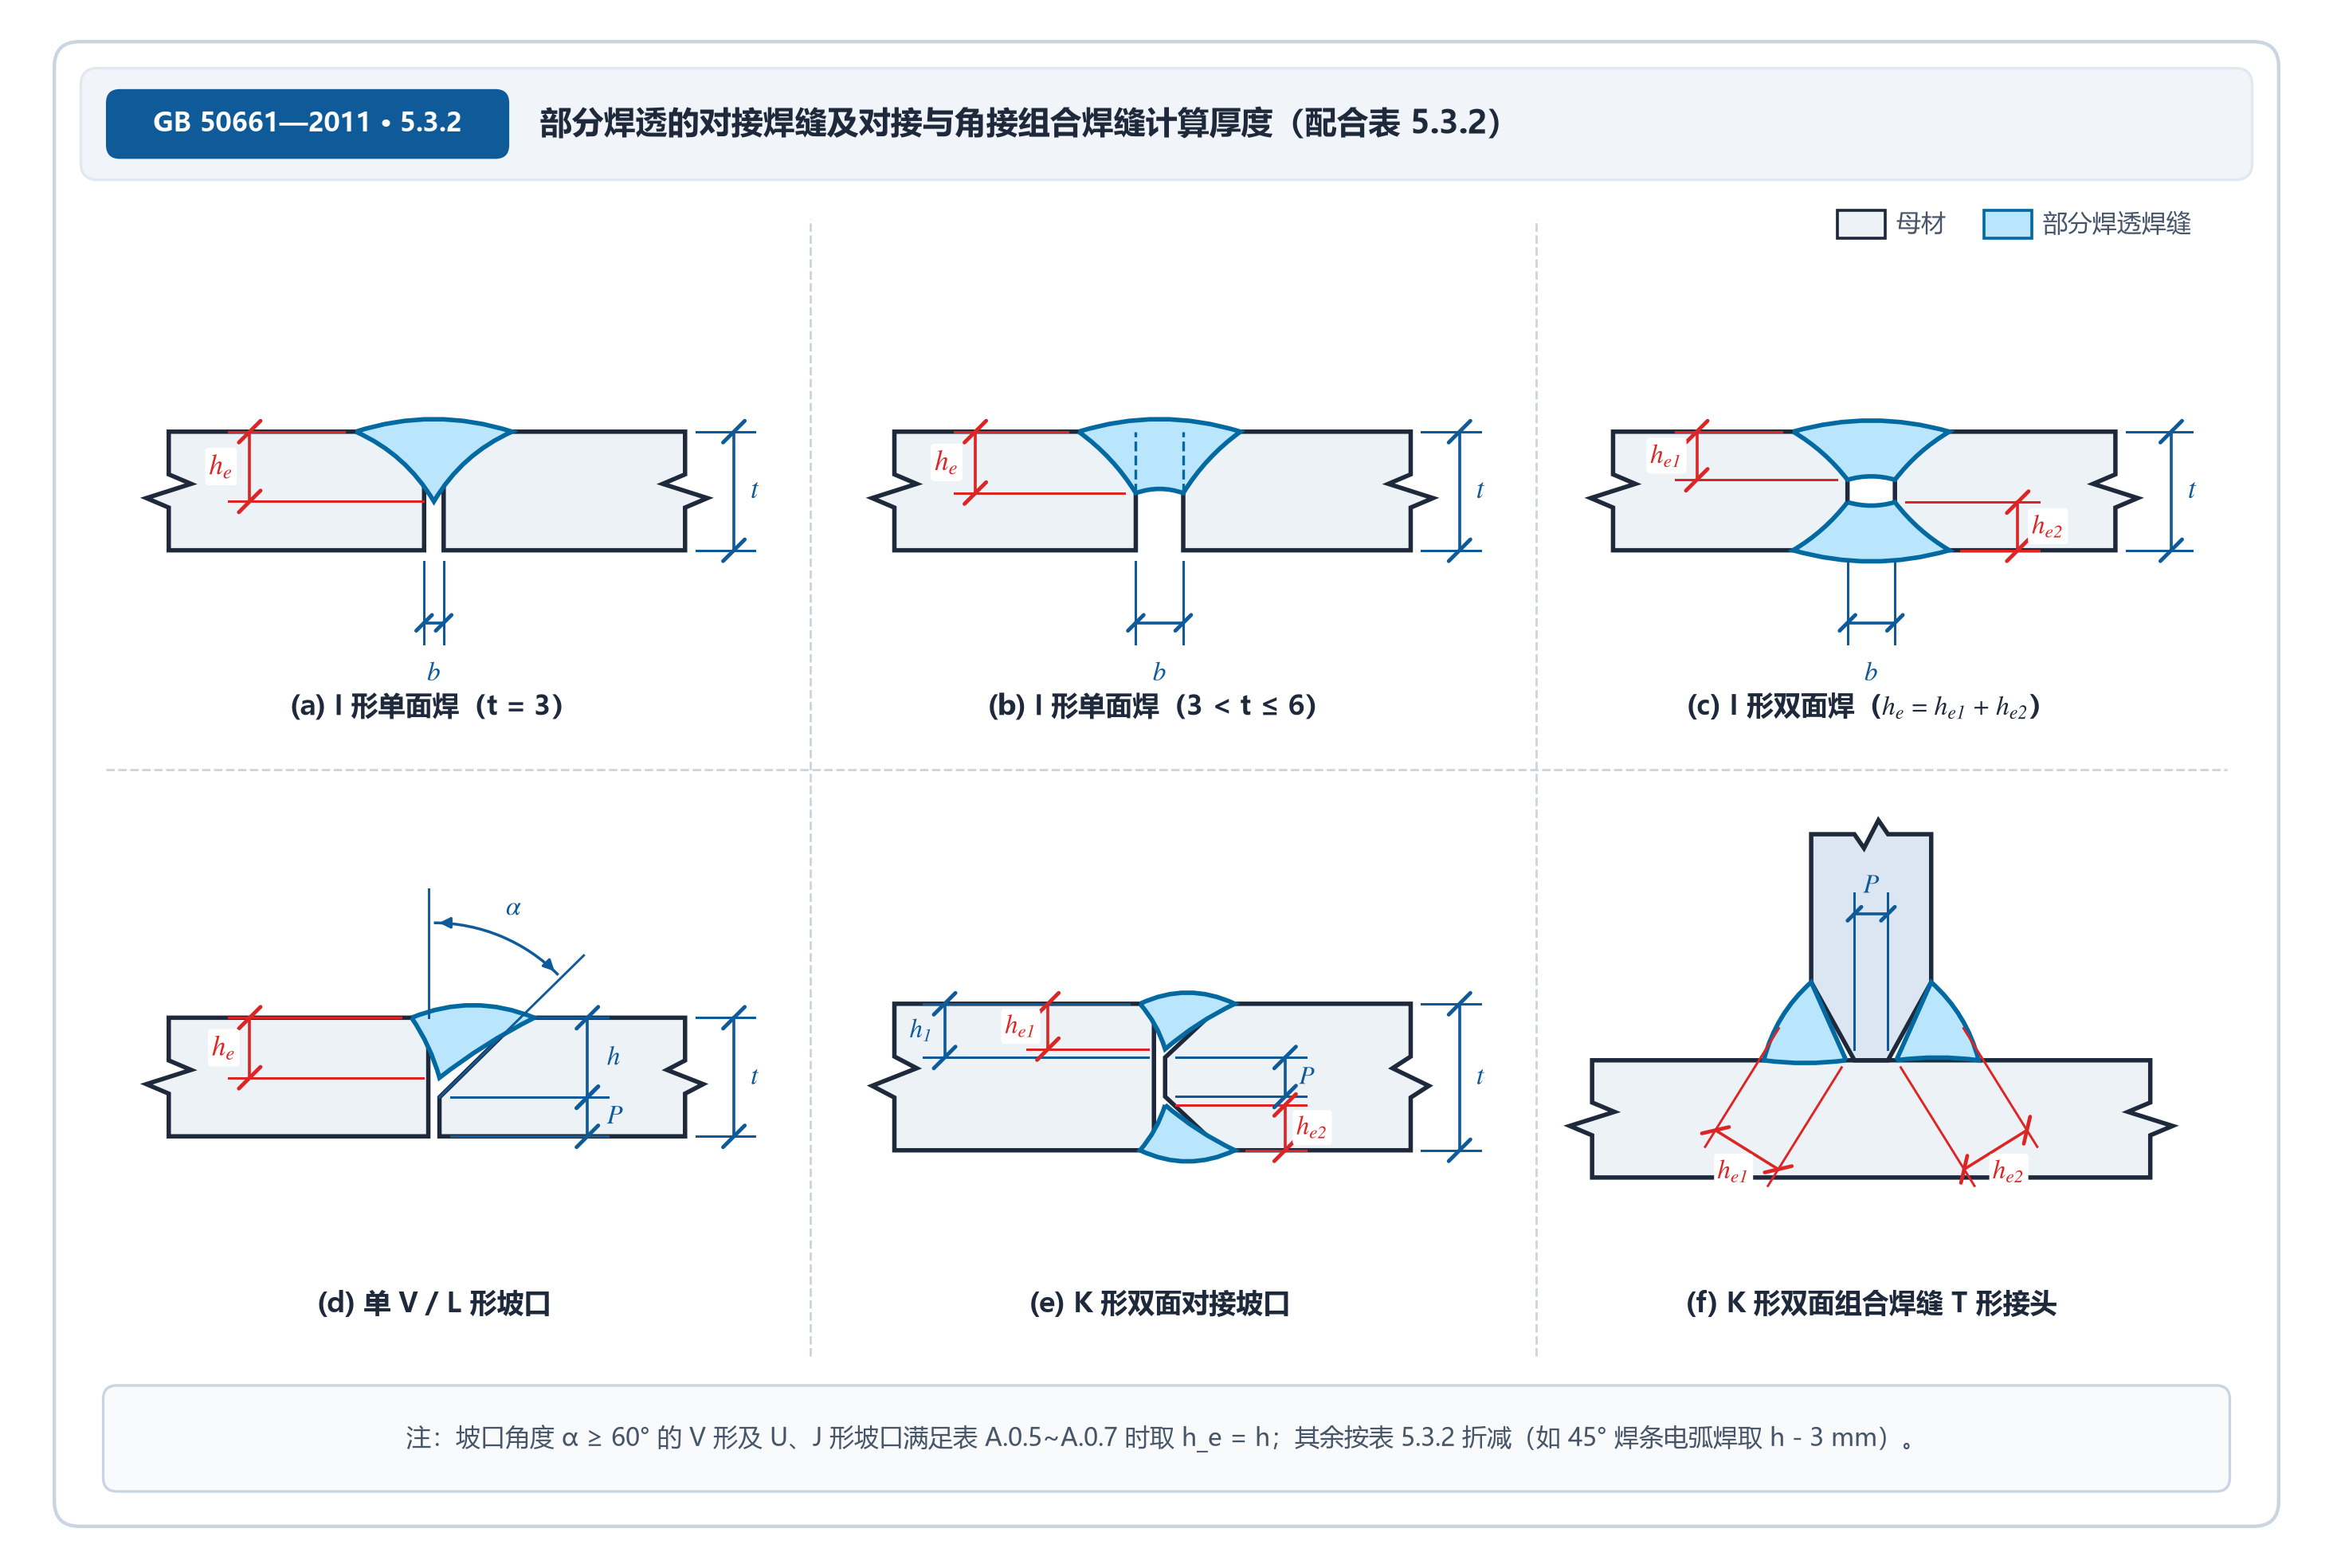 GB 50661—2011 • 5.3.2
部分焊透的对接焊缝及对接与角接组合焊缝计算厚度（配合表 5.3.2）
母材
部分焊透焊缝
he
t
b
(a) I 形单面焊（t = 3）
he
t
b
(b) I 形单面焊（3 < t ≤ 6）
he1
he2
t
b
(c) I 形双面焊（he = he1 + he2）
α
he
h
P
t
(d) 单 V / L 形坡口
h1
he1
P
he2
t
(e) K 形双面对接坡口
P
he1
he2
(f) K 形双面组合焊缝 T 形接头
注：坡口角度 α ≥ 60° 的 V 形及 U、J 形坡口满足表 A.0.5~A.0.7 时取 h_e = h；其余按表 5.3.2 折减（如 45° 焊条电弧焊取 h - 3 mm）。